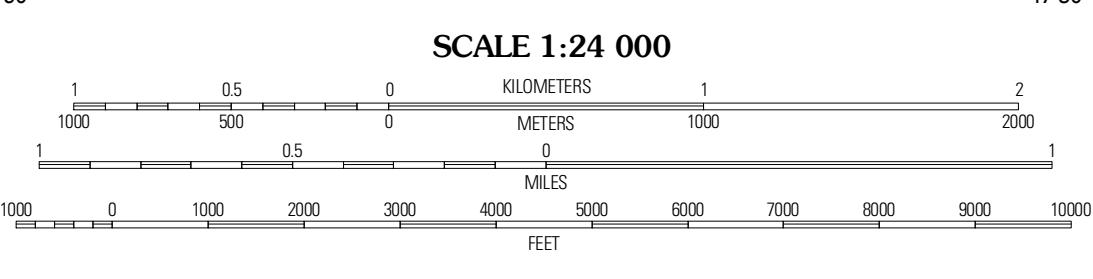 SCALE 1:24 000
1 0.5 0 KILOMETERS 1 2
1000 500 0 METERS 1000 2000
1 0.5 0 1
MILES
1000 0 1000 2000 3000 4000 5000 6000 7000 8000 9000 10000
FEET